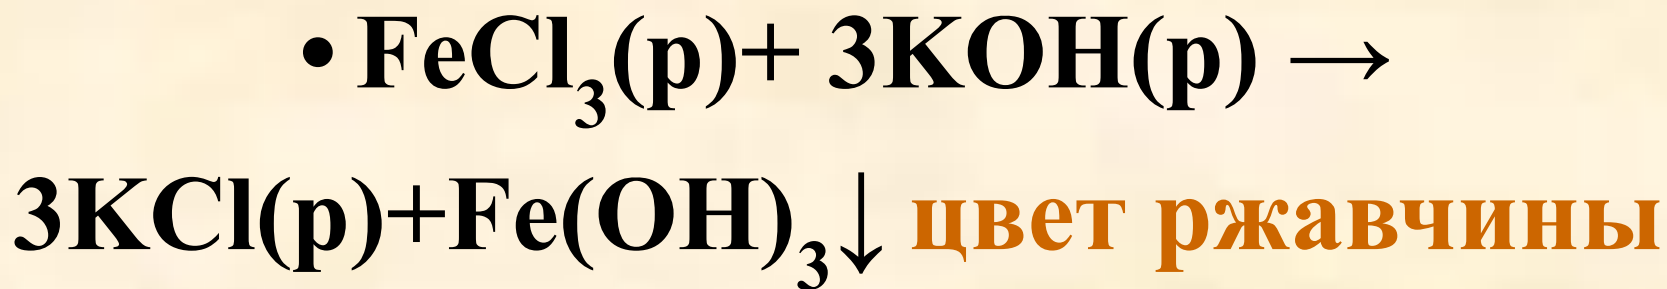 • FeCl₃(р)+ 3KOH(р) →
3KCl(р)+Fe(OH)₃↓ цвет ржавчины